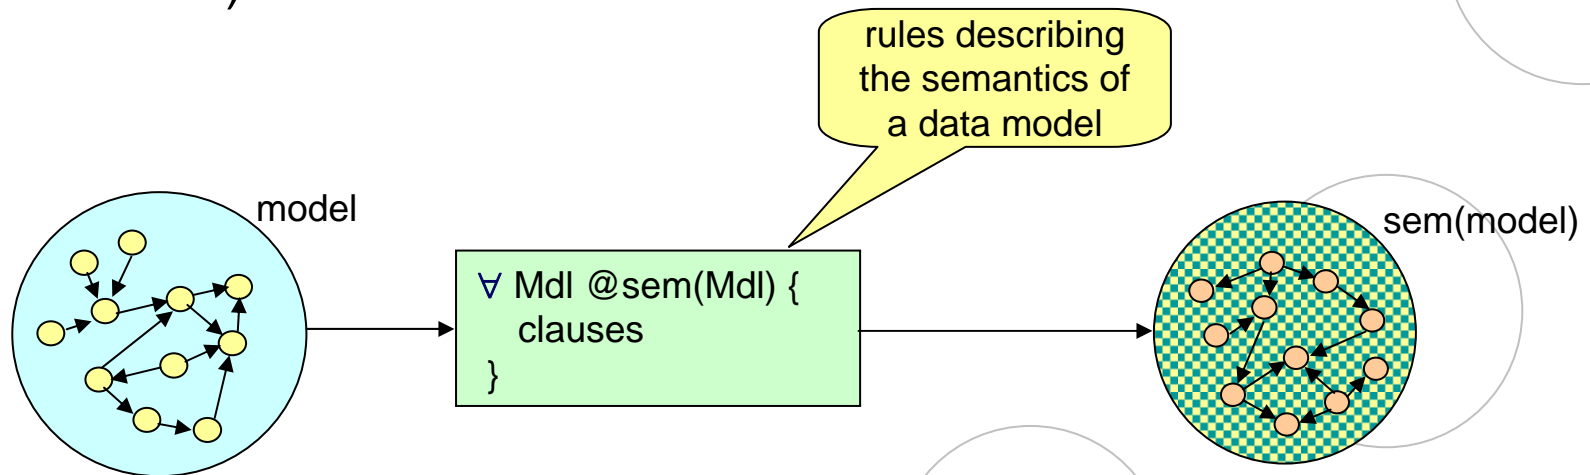 )
rules describing
the semantics of
a data model
model
sem(model)
∀ Mdl @sem(Mdl) {
clauses
}